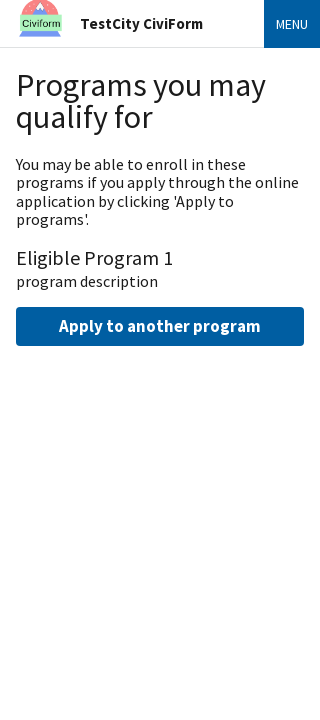 Civiform
TestCity CiviForm
MENU
Programs you may
qualify for
You may be able to enroll in these
programs if you apply through the online
application by clicking 'Apply to
programs'.
Eligible Program 1
program description
Apply to another program